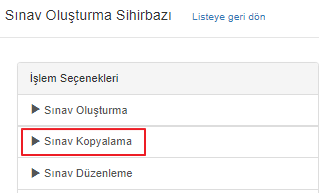 Sınav Oluşturma Sihirbazı Listeye geri dön
İşlem Seçenekleri
Sınav Oluşturma
Sınav Kopyalama
Sınav Düzenleme